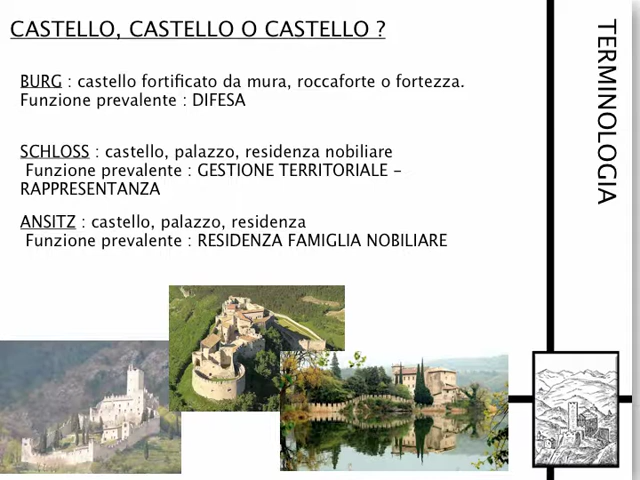 CASTELLO, CASTELLO O CASTELLO ?
BURG : castello fortificato da mura, roccaforte o fortezza.
Funzione prevalente : DIFESA
SCHLOSS : castello, palazzo, residenza nobiliare
Funzione prevalente : GESTIONE TERRITORIALE –
RAPPRESENTANZA
ANSITZ : castello, palazzo, residenza
Funzione prevalente : RESIDENZA FAMIGLIA NOBILIARE
TERMINOLOGIA